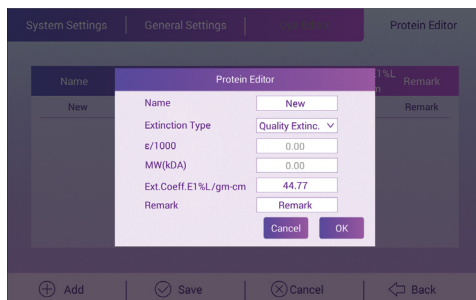 System Settings General Settings Protein Editor
Name E1%L Remark
New Remark
Protein Editor
Name New
Extinction Type Quality Extinc.
ε/1000 0.00
MW(kDA) 0.00
Ext.Coeff.E1%L/gm-cm 44.77
Remark Remark
Cancel OK
Add Save Cancel Back